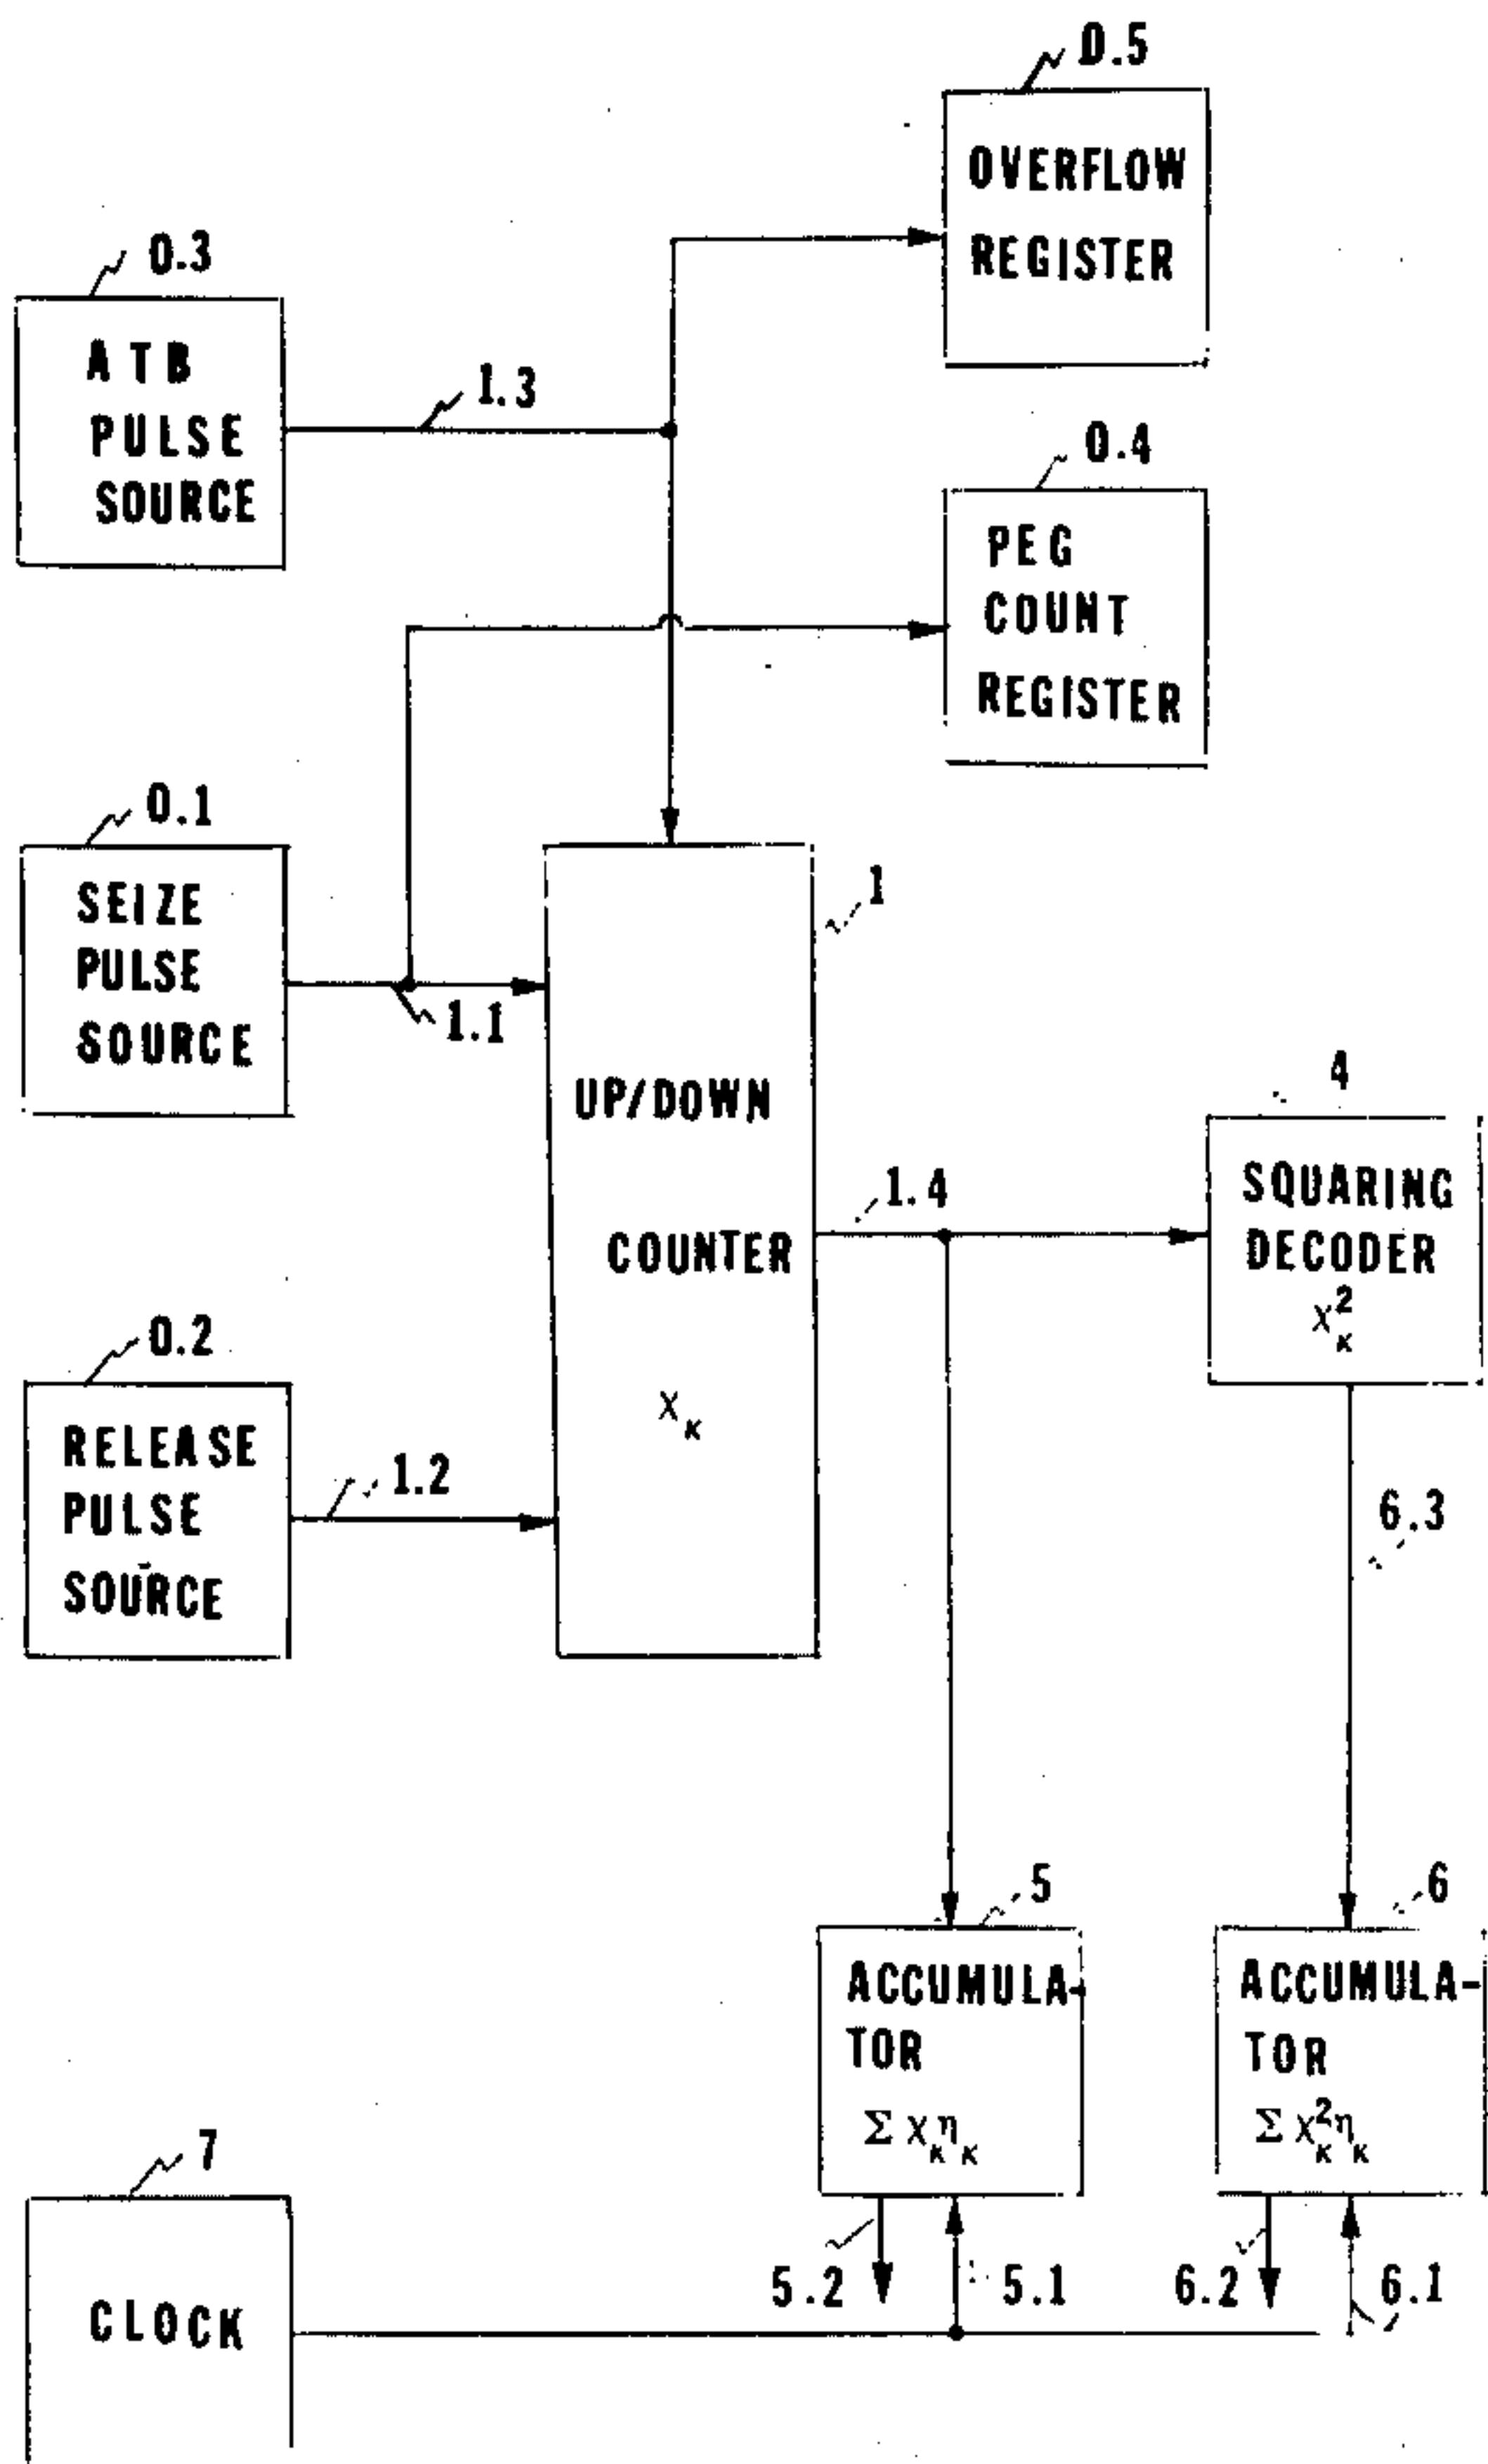 0.5
OVERFLOW
REGISTER
0.3
ATB
PULSE
SOURCE
1.3
0.4
PEG
COUNT
REGISTER
0.1
SEIZE
PULSE
SOURCE
1.1
1
UP/DOWN
COUNTER
Xκ
1.4
4
SQUARING
DECODER
Xκ²
0.2
RELEASE
PULSE
SOURCE
1.2
6.3
5
ACCUMULA-
TOR
Σ Xκηκ
6
ACCUMULA-
TOR
Σ Xκ²ηκ
7
CLOCK
5.2
5.1
6.2
6.1